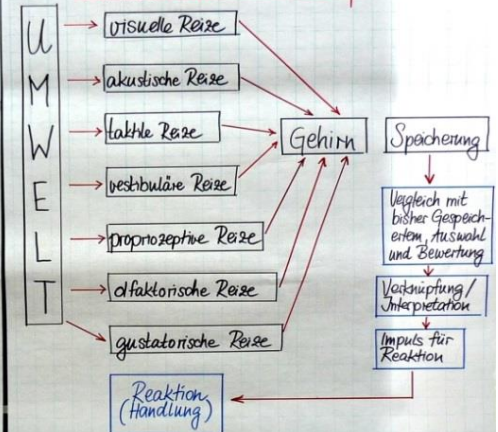 UMWELT
visuelle Reize
akustische Reize
taktile Reize
vestibuläre Reize
propriozeptive Reize
olfaktorische Reize
gustatorische Reize
Gehirn
Speicherung
Vergleich mit
bisher Gespeich-
ertem, Auswahl
und Bewertung
Verknüpfung/
Interpretation
Impuls für
Reaktion
Reaktion
(Handlung)